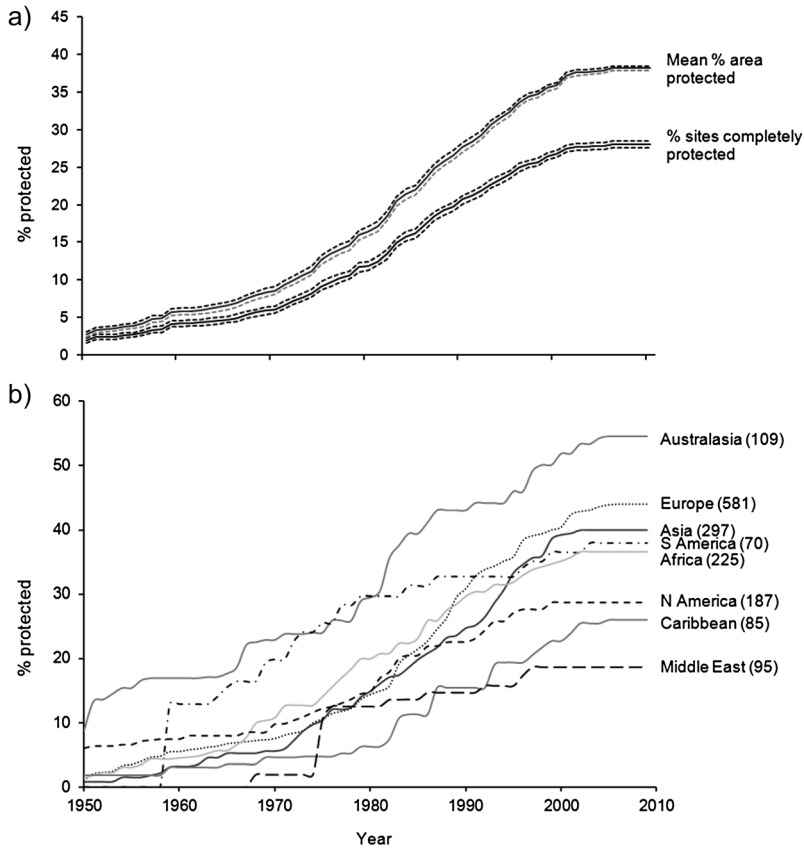 a)
45
40
35
30
25
20
15
10
5
0
% protected
Mean % area
protected
% sites completely
protected
b)
60
50
40
30
20
10
0
% protected
Australasia (109)
Europe (581)
Asia (297)
S America (70)
Africa (225)
N America (187)
Caribbean (85)
Middle East (95)
1950 1960 1970 1980 1990 2000 2010
Year